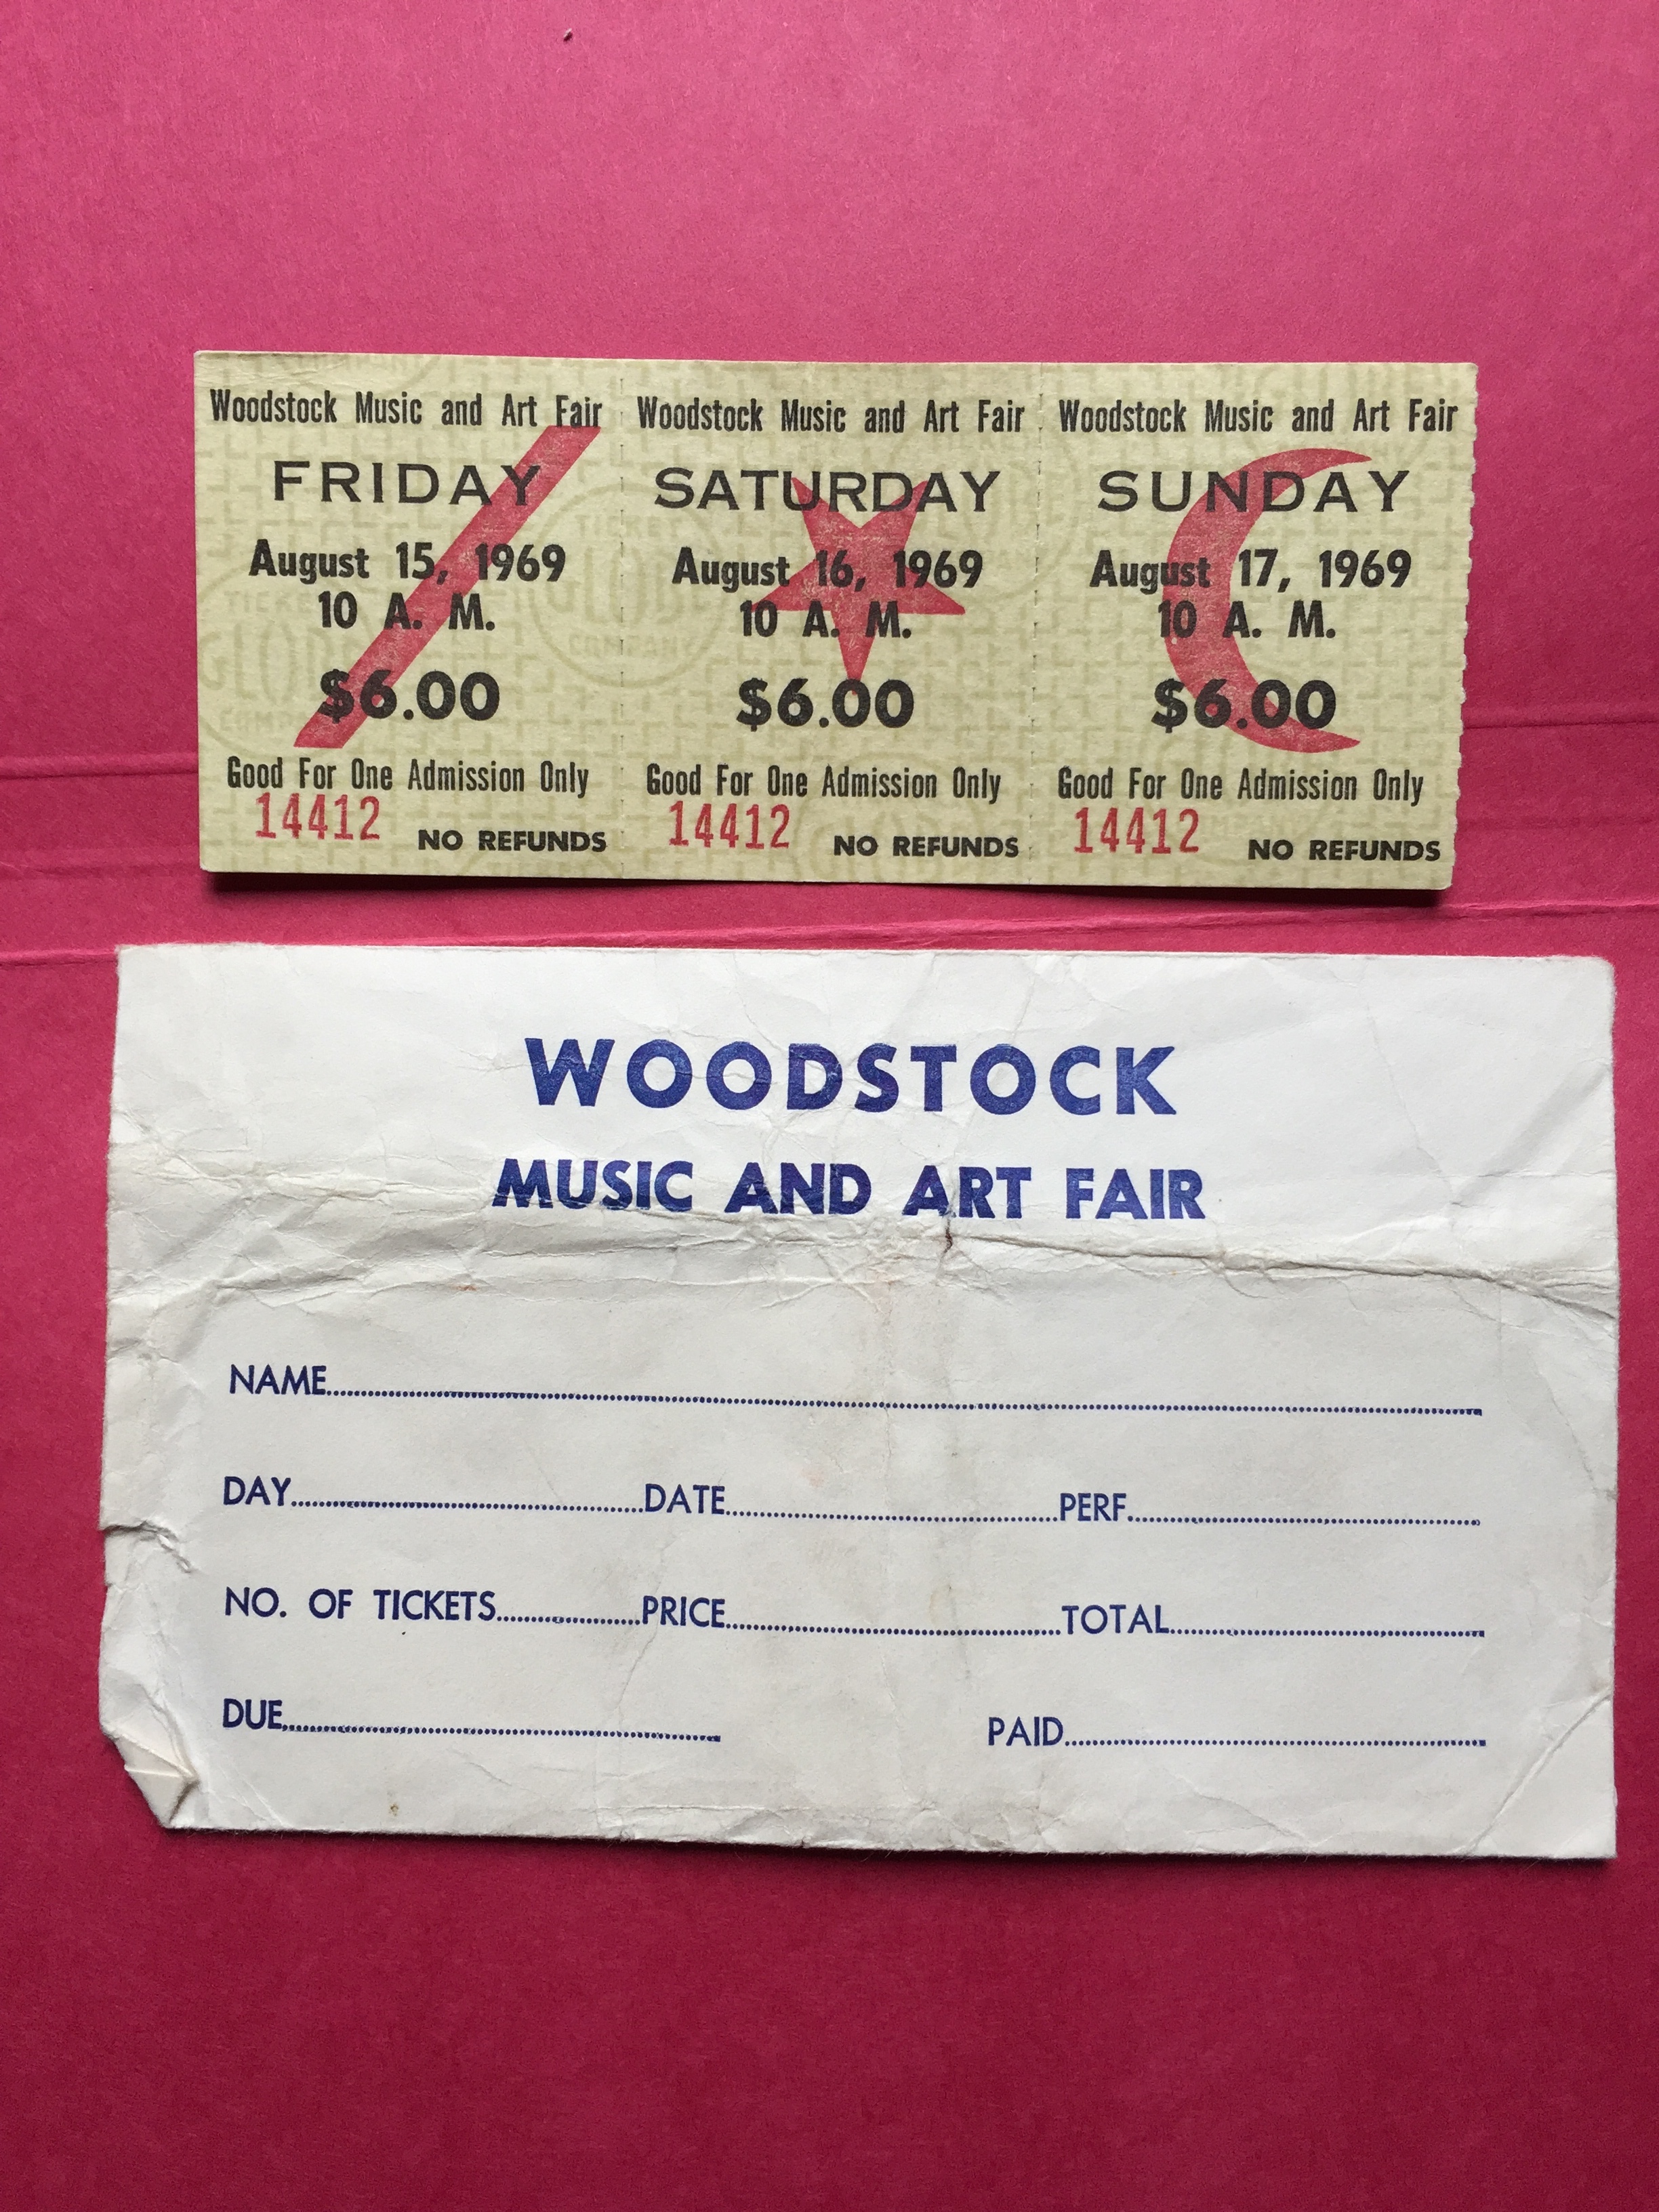 Woodstock Music and Art Fair
FRIDAY
August 15, 1969
10 A. M.
$6.00
Good For One Admission Only
14412 NO REFUNDS
Woodstock Music and Art Fair
SATURDAY
August 16, 1969
10 A. M.
$6.00
Good For One Admission Only
14412 NO REFUNDS
Woodstock Music and Art Fair
SUNDAY
August 17, 1969
10 A. M.
$6.00
Good For One Admission Only
14412 NO REFUNDS
TICKET
GLOBE
COMPANY
WOODSTOCK
MUSIC AND ART FAIR
NAME
DAY DATE PERF.
NO. OF TICKETS PRICE TOTAL
DUE PAID